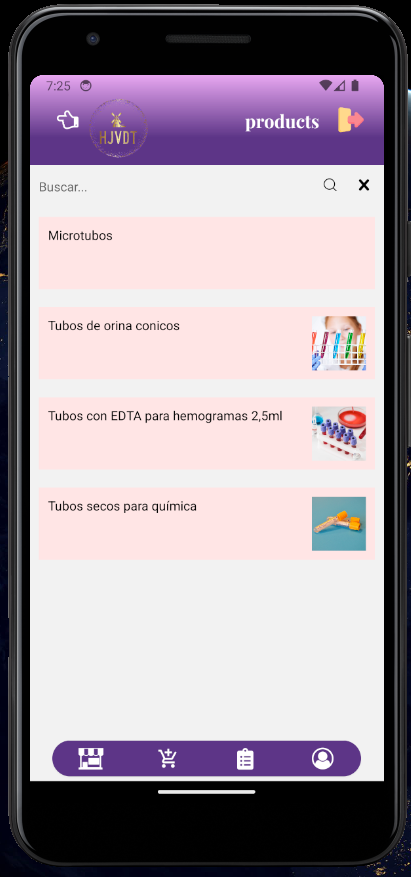 7:25
HJVDT
products
Buscar...
Microtubos
Tubos de orina conicos
Tubos con EDTA para hemogramas 2,5ml
Tubos secos para química